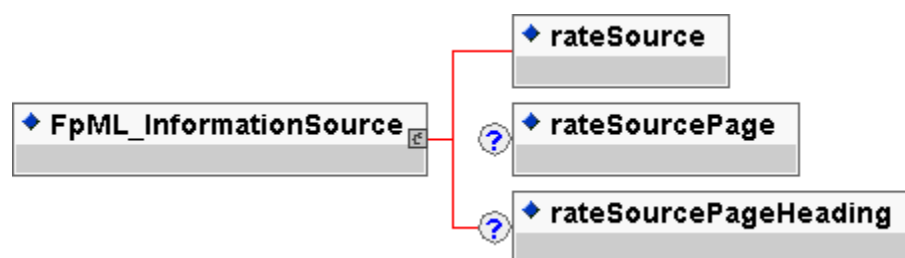 rateSource
FpML_InformationSource
? rateSourcePage
? rateSourcePageHeading